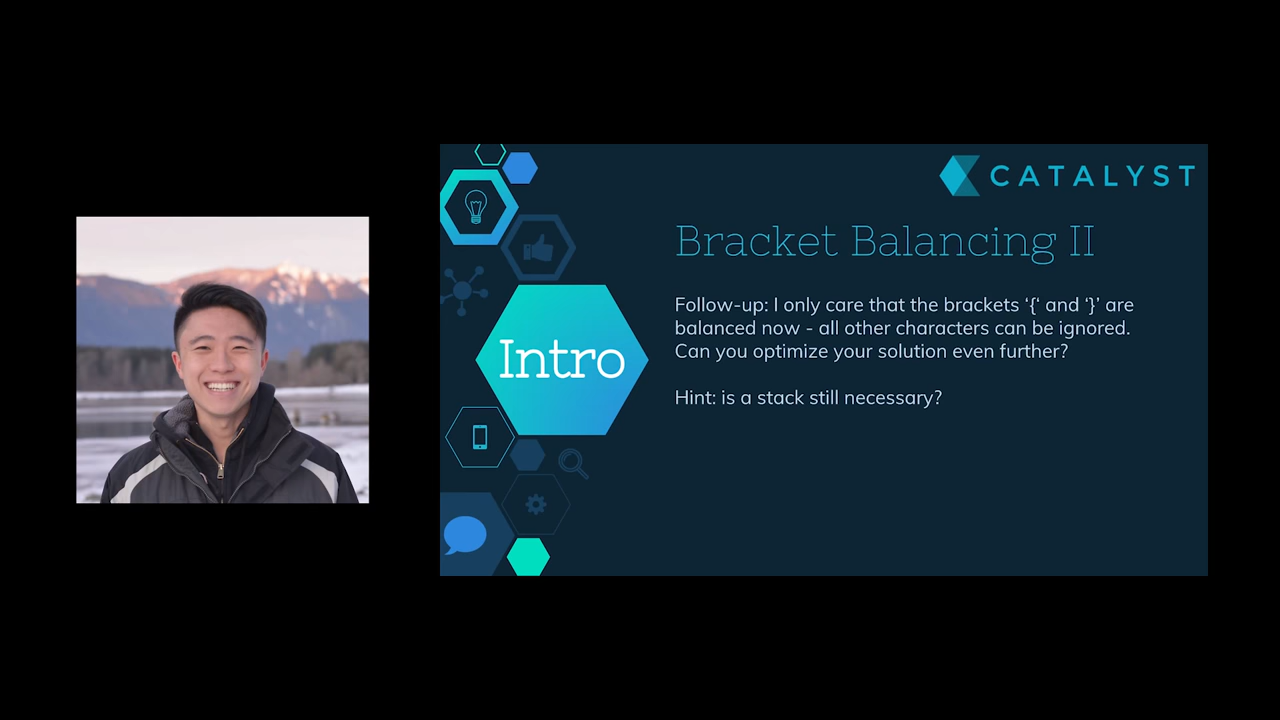 CATALYST
Bracket Balancing II
Follow-up: I only care that the brackets ‘{‘ and ‘}’ are
balanced now - all other characters can be ignored.
Can you optimize your solution even further?
Hint: is a stack still necessary?
Intro